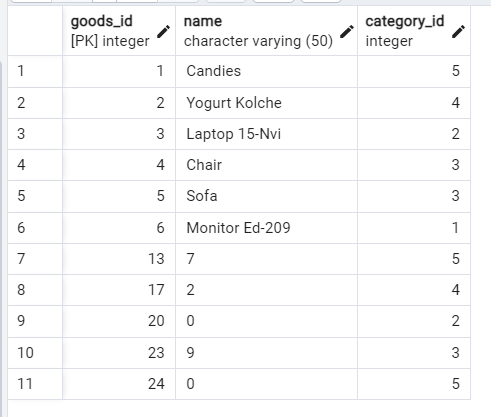 goods_id name category_id
[PK] integer character varying (50) integer
1 1 Candies 5
2 2 Yogurt Kolche 4
3 3 Laptop 15-Nvi 2
4 4 Chair 3
5 5 Sofa 3
6 6 Monitor Ed-209 1
7 13 7 5
8 17 2 4
9 20 0 2
10 23 9 3
11 24 0 5